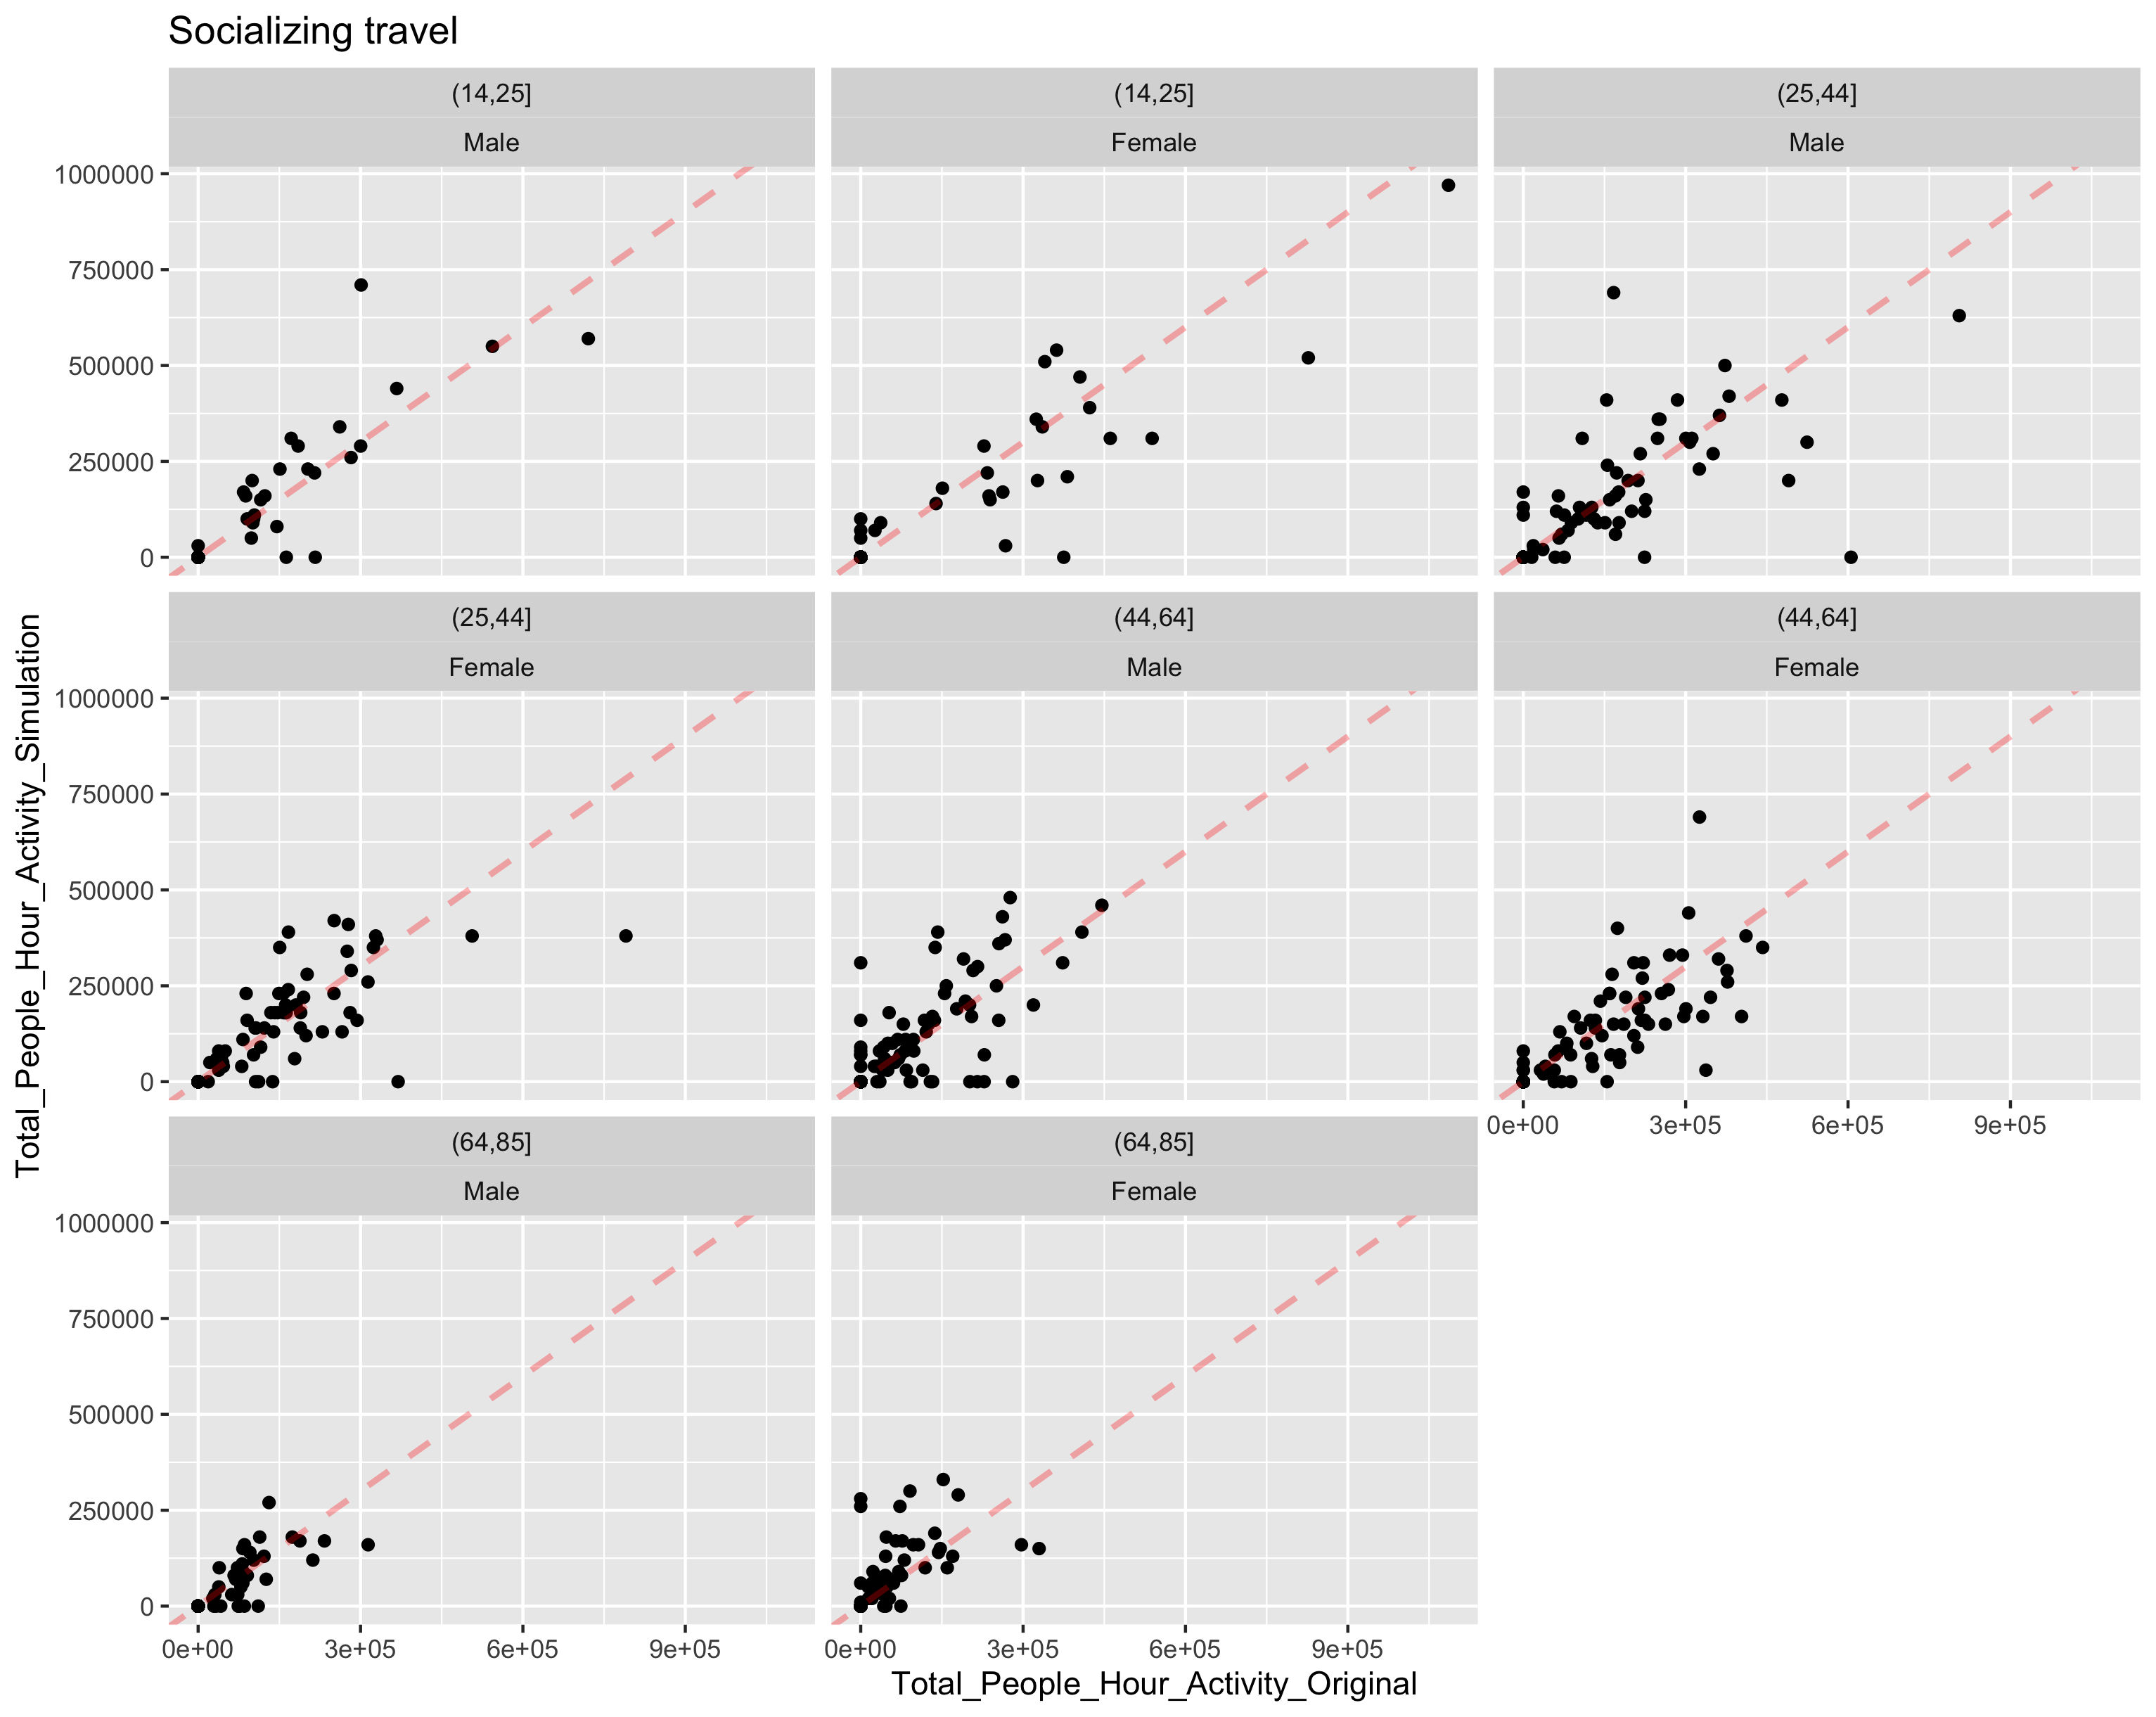 Socializing travel
(14,25]
Male
(14,25]
Female
(25,44]
Male
1000000
750000
500000
250000
0
(25,44]
Female
(44,64]
Male
(44,64]
Female
1000000
750000
500000
250000
0
0e+00 3e+05 6e+05 9e+05
(64,85]
Male
(64,85]
Female
1000000
750000
500000
250000
0
0e+00 3e+05 6e+05 9e+05
0e+00 3e+05 6e+05 9e+05
Total_People_Hour_Activity_Original
Total_People_Hour_Activity_Simulation